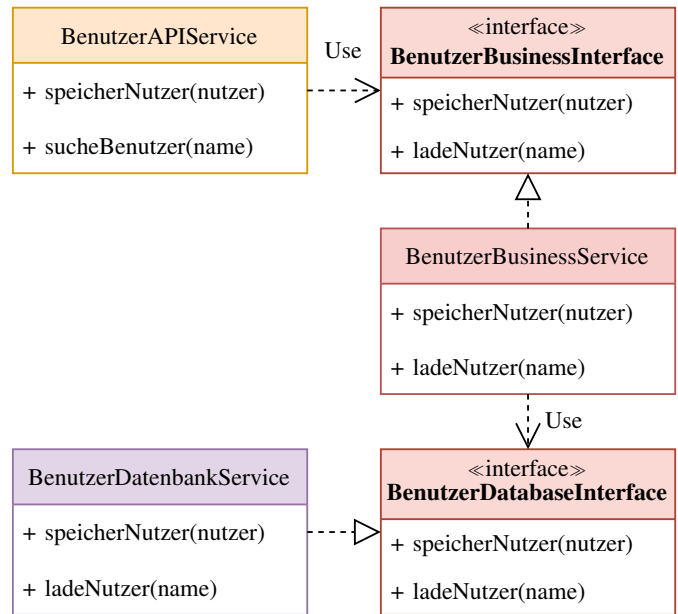 BenutzerAPIService
+ speicherNutzer(nutzer)
+ sucheBenutzer(name)
Use
≪interface≫
BenutzerBusinessInterface
+ speicherNutzer(nutzer)
+ ladeNutzer(name)
BenutzerBusinessService
+ speicherNutzer(nutzer)
+ ladeNutzer(name)
Use
BenutzerDatenbankService
+ speicherNutzer(nutzer)
+ ladeNutzer(name)
≪interface≫
BenutzerDatabaseInterface
+ speicherNutzer(nutzer)
+ ladeNutzer(name)